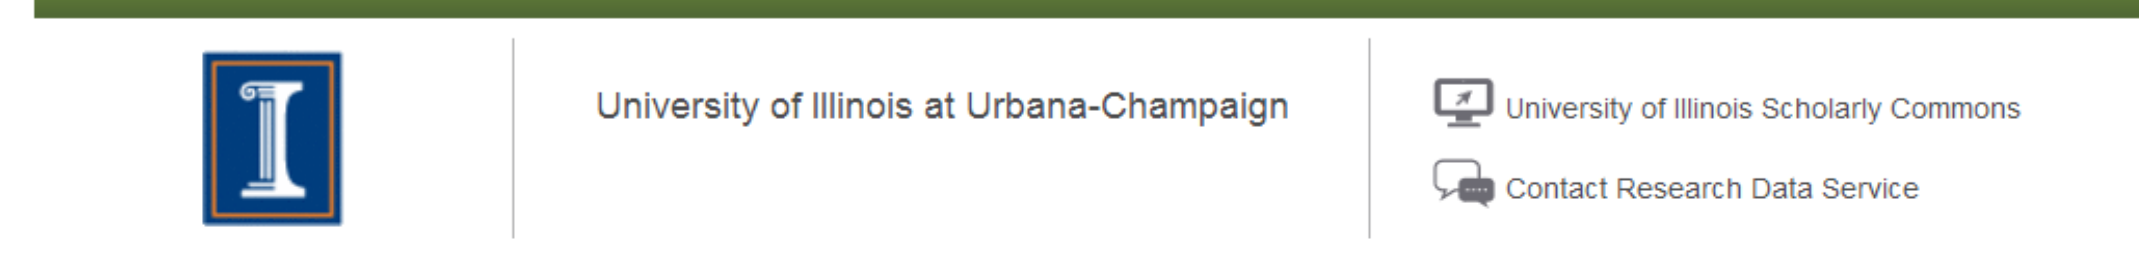 University of Illinois at Urbana-Champaign
University of Illinois Scholarly Commons
Contact Research Data Service